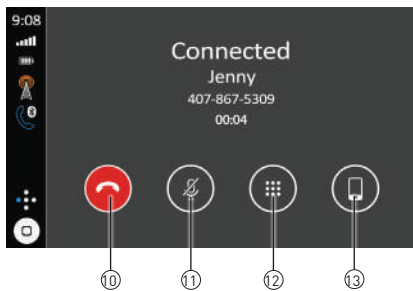 9:08
Connected
Jenny
407-867-5309
00:04
⑩ ⑪ ⑫ ⑬